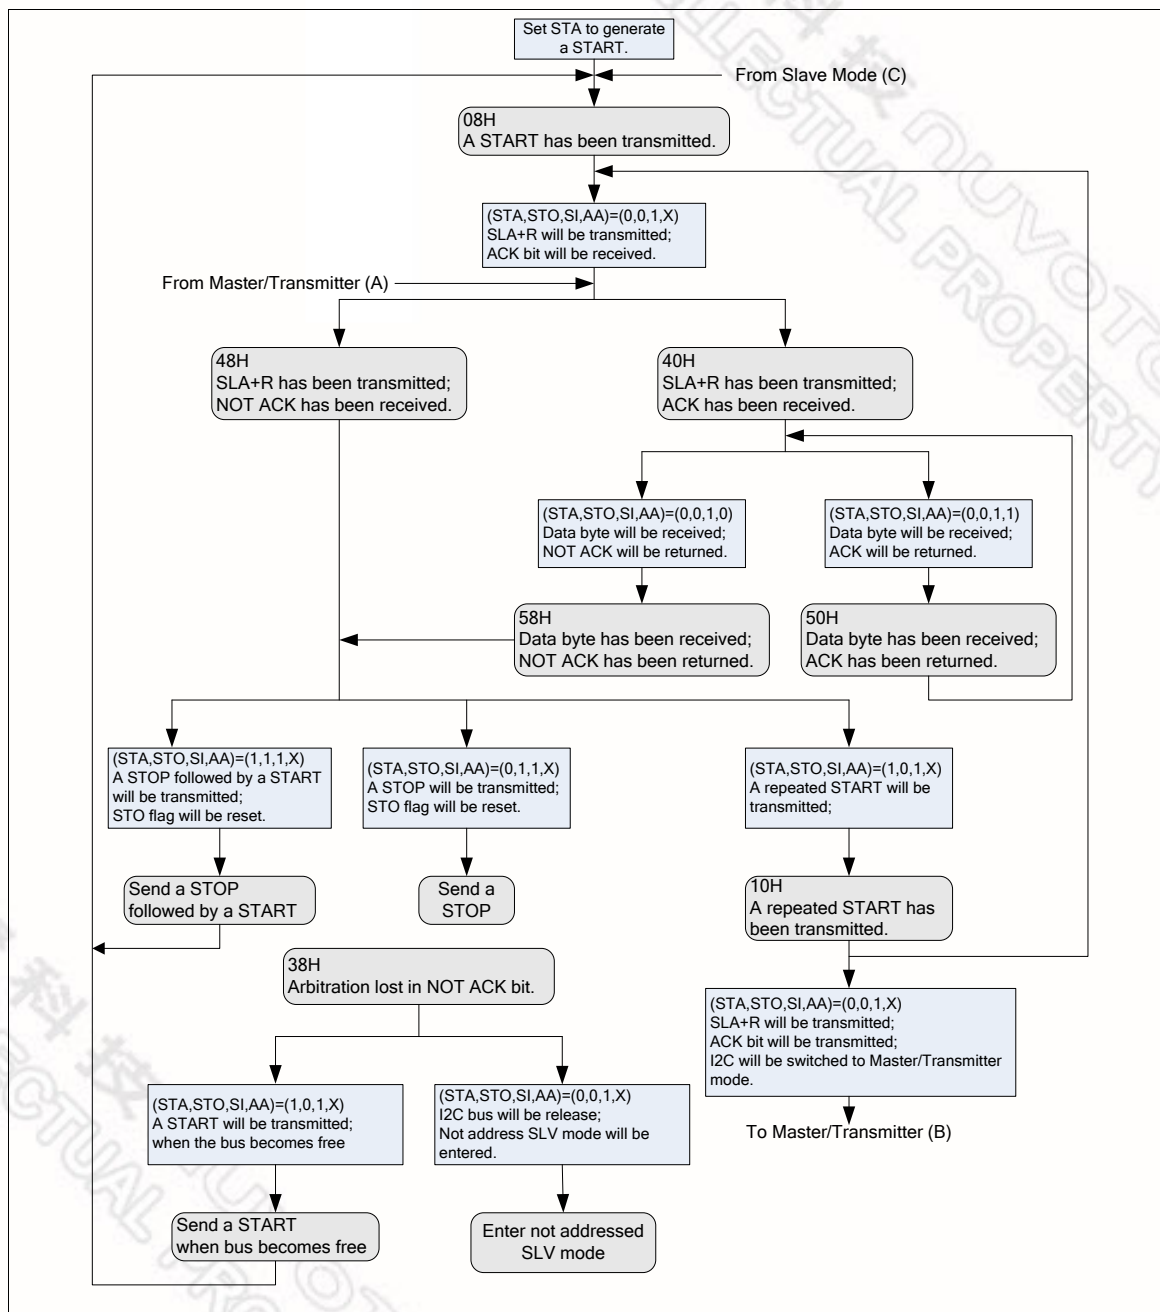 Set STA to generate
a START.
From Slave Mode (C)
08H
A START has been transmitted.
(STA,STO,SI,AA)=(0,0,1,X)
SLA+R will be transmitted;
ACK bit will be received.
From Master/Transmitter (A)
48H
SLA+R has been transmitted;
NOT ACK has been received.
40H
SLA+R has been transmitted;
ACK has been received.
(STA,STO,SI,AA)=(0,0,1,0)
Data byte will be received;
NOT ACK will be returned.
(STA,STO,SI,AA)=(0,0,1,1)
Data byte will be received;
ACK will be returned.
58H
Data byte has been received;
NOT ACK has been returned.
50H
Data byte has been received;
ACK has been returned.
(STA,STO,SI,AA)=(1,1,1,X)
A STOP followed by a START
will be transmitted;
STO flag will be reset.
(STA,STO,SI,AA)=(0,1,1,X)
A STOP will be transmitted;
STO flag will be reset.
(STA,STO,SI,AA)=(1,0,1,X)
A repeated START will be
transmitted;
Send a STOP
followed by a START
Send a
STOP
10H
A repeated START has
been transmitted.
38H
Arbitration lost in NOT ACK bit.
(STA,STO,SI,AA)=(0,0,1,X)
SLA+R will be transmitted;
ACK bit will be transmitted;
I2C will be switched to Master/Transmitter
mode.
(STA,STO,SI,AA)=(1,0,1,X)
A START will be transmitted;
when the bus becomes free
(STA,STO,SI,AA)=(0,0,1,X)
I2C bus will be release;
Not address SLV mode will be
entered.
To Master/Transmitter (B)
Send a START
when bus becomes free
Enter not addressed
SLV mode